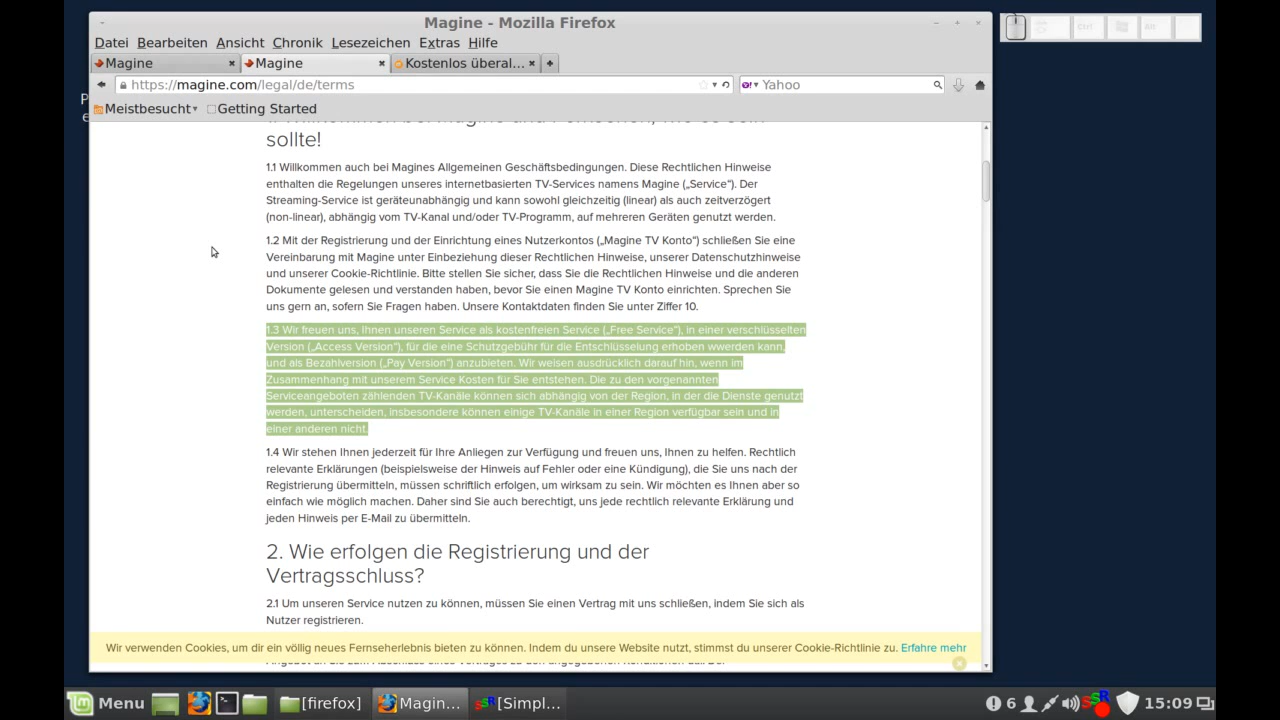 Magine - Mozilla Firefox
Ctrl
Alt
Datei Bearbeiten Ansicht Chronik Lesezeichen Extras Hilfe
Magine
Magine
Kostenlos überal...
https://magine.com/legal/de/terms
Yahoo
Meistbesucht
Getting Started
P
e
sollte!
1.1 Willkommen auch bei Magines Allgemeinen Geschäftsbedingungen. Diese Rechtlichen Hinweise
enthalten die Regelungen unseres internetbasierten TV-Services namens Magine („Service“). Der
Streaming-Service ist geräteunabhängig und kann sowohl gleichzeitig (linear) als auch zeitverzögert
(non-linear), abhängig vom TV-Kanal und/oder TV-Programm, auf mehreren Geräten genutzt werden.
1.2 Mit der Registrierung und der Einrichtung eines Nutzerkontos („Magine TV Konto“) schließen Sie eine
Vereinbarung mit Magine unter Einbeziehung dieser Rechtlichen Hinweise, unserer Datenschutzhinweise
und unserer Cookie-Richtlinie. Bitte stellen Sie sicher, dass Sie die Rechtlichen Hinweise und die anderen
Dokumente gelesen und verstanden haben, bevor Sie einen Magine TV Konto einrichten. Sprechen Sie
uns gern an, sofern Sie Fragen haben. Unsere Kontaktdaten finden Sie unter Ziffer 10.
1.3 Wir freuen uns, Ihnen unseren Service als kostenfreien Service („Free Service“), in einer verschlüsselten
Version („Access Version“), für die eine Schutzgebühr für die Entschlüsselung erhoben wwerden kann,
und als Bezahlversion („Pay Version“) anzubieten. Wir weisen ausdrücklich darauf hin, wenn im
Zusammenhang mit unserem Service Kosten für Sie entstehen. Die zu den vorgenannten
Serviceangeboten zählenden TV-Kanäle können sich abhängig von der Region, in der die Dienste genutzt
werden, unterscheiden, insbesondere können einige TV-Kanäle in einer Region verfügbar sein und in
einer anderen nicht.
1.4 Wir stehen Ihnen jederzeit für Ihre Anliegen zur Verfügung und freuen uns, Ihnen zu helfen. Rechtlich
relevante Erklärungen (beispielsweise der Hinweis auf Fehler oder eine Kündigung), die Sie uns nach der
Registrierung übermitteln, müssen schriftlich erfolgen, um wirksam zu sein. Wir möchten es Ihnen aber so
einfach wie möglich machen. Daher sind Sie auch berechtigt, uns jede rechtlich relevante Erklärung und
jeden Hinweis per E-Mail zu übermitteln.
2. Wie erfolgen die Registrierung und der
Vertragsschluss?
2.1 Um unseren Service nutzen zu können, müssen Sie einen Vertrag mit uns schließen, indem Sie sich als
Nutzer registrieren.
Wir verwenden Cookies, um dir ein völlig neues Fernseherlebnis bieten zu können. Indem du unsere Website nutzt, stimmst du unserer Cookie-Richtlinie zu. Erfahre mehr
Menu
[firefox]
Magin...
[Simpl...
6
15:09